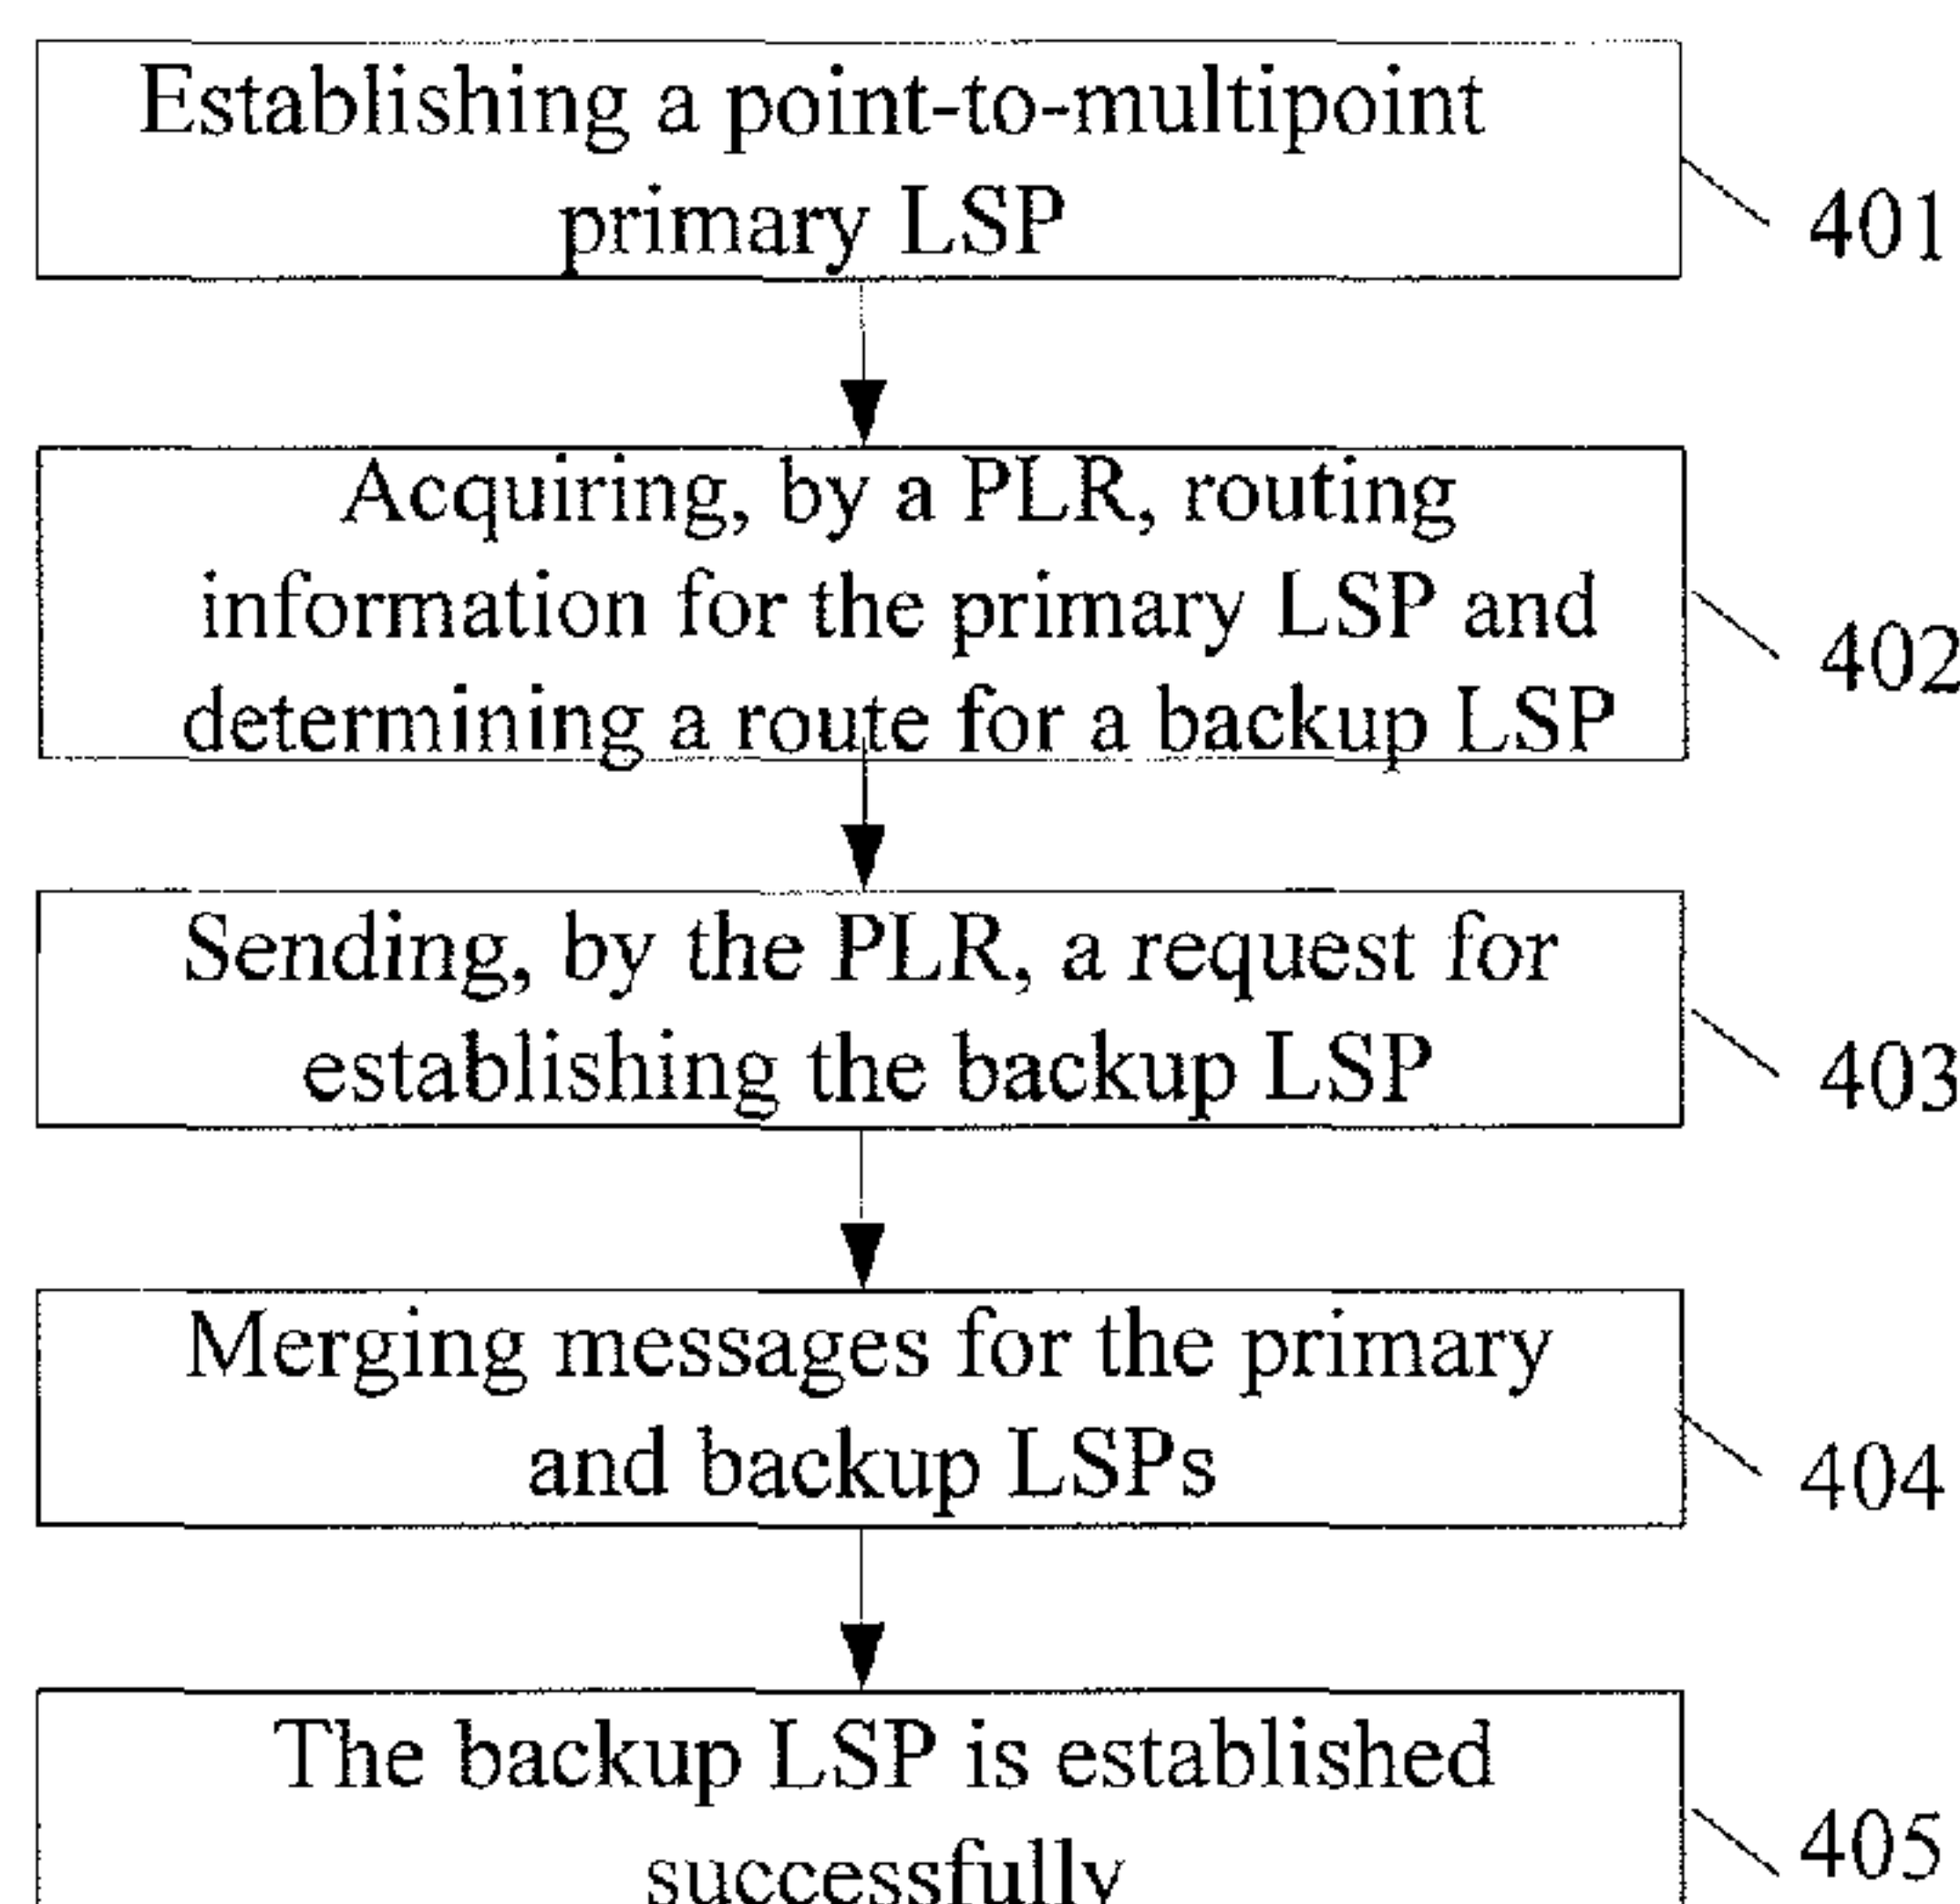 Establishing a point-to-multipoint
primary LSP
401
Acquiring, by a PLR, routing
information for the primary LSP and
determining a route for a backup LSP
402
Sending, by the PLR, a request for
establishing the backup LSP
403
Merging messages for the primary
and backup LSPs
404
The backup LSP is established
successfully
405